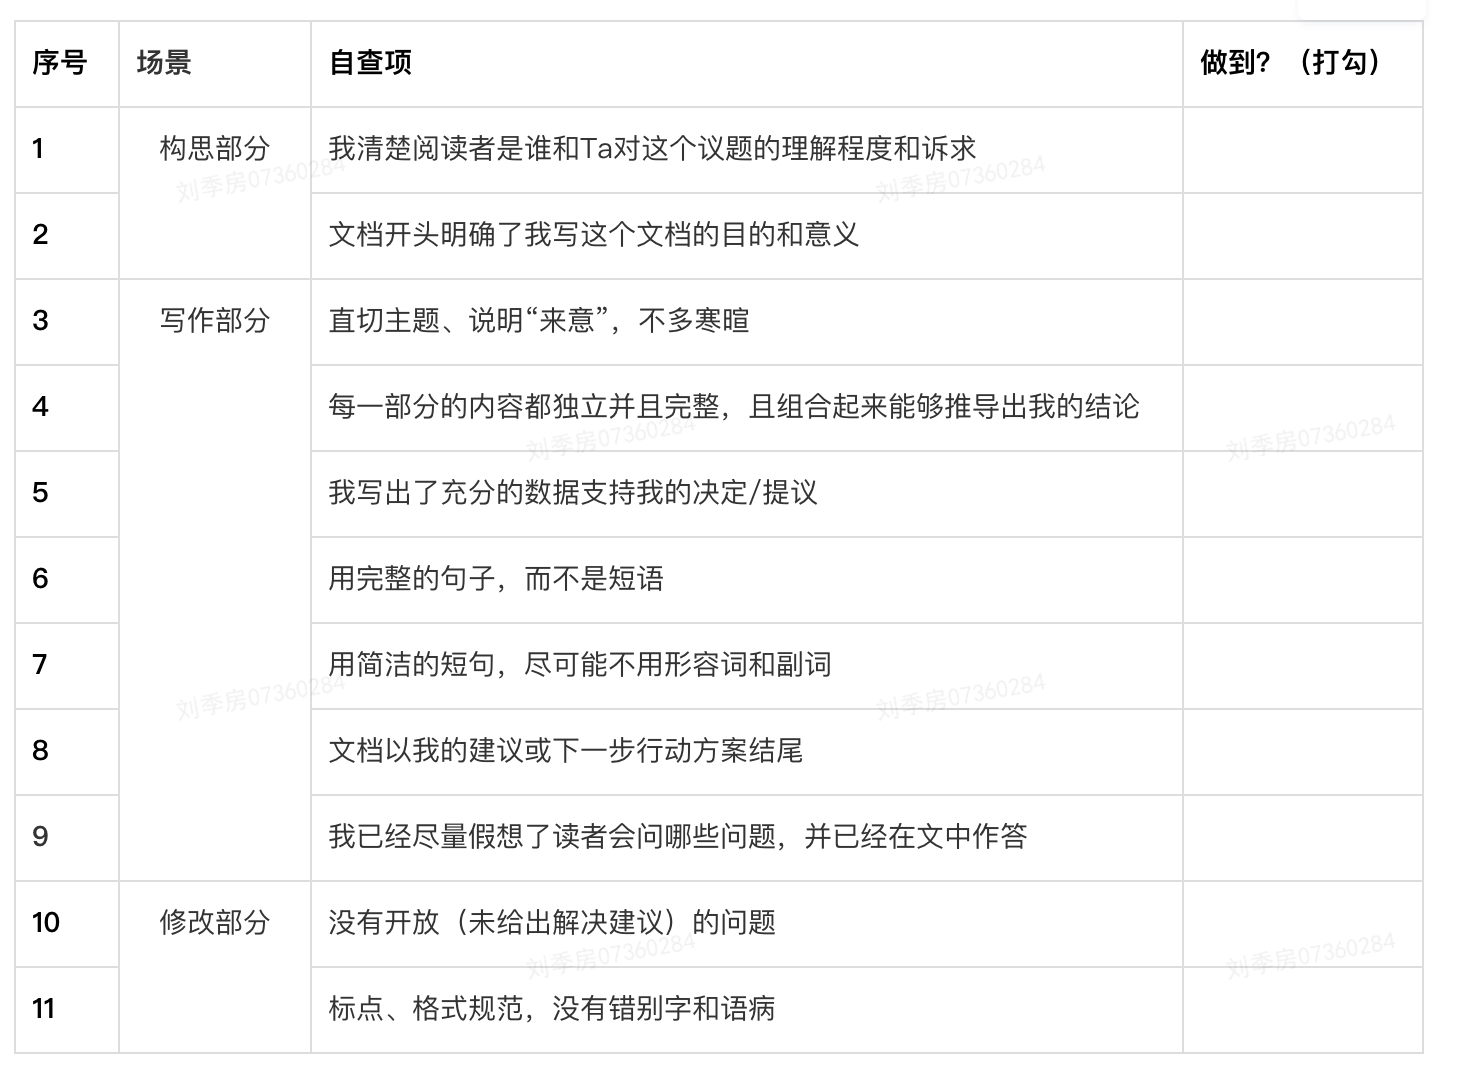 序号 场景 自查项 做到？（打勾）
1 构思部分 我清楚阅读者是谁和Ta对这个议题的理解程度和诉求
刘季房07360284 刘季房07360284
2 文档开头明确了我写这个文档的目的和意义
3 写作部分 直切主题、说明“来意”，不多寒暄
4 每一部分的内容都独立并且完整，且组合起来能够推导出我的结论
刘季房07360284 刘季房07360284
5 我写出了充分的数据支持我的决定/提议
6 用完整的句子，而不是短语
7 用简洁的短句，尽可能不用形容词和副词
刘季房07360284 刘季房07360284
8 文档以我的建议或下一步行动方案结尾
9 我已经尽量假想了读者会问哪些问题，并已经在文中作答
10 修改部分 没有开放（未给出解决建议）的问题
刘季房07360284 刘季房07360284
11 标点、格式规范，没有错别字和语病